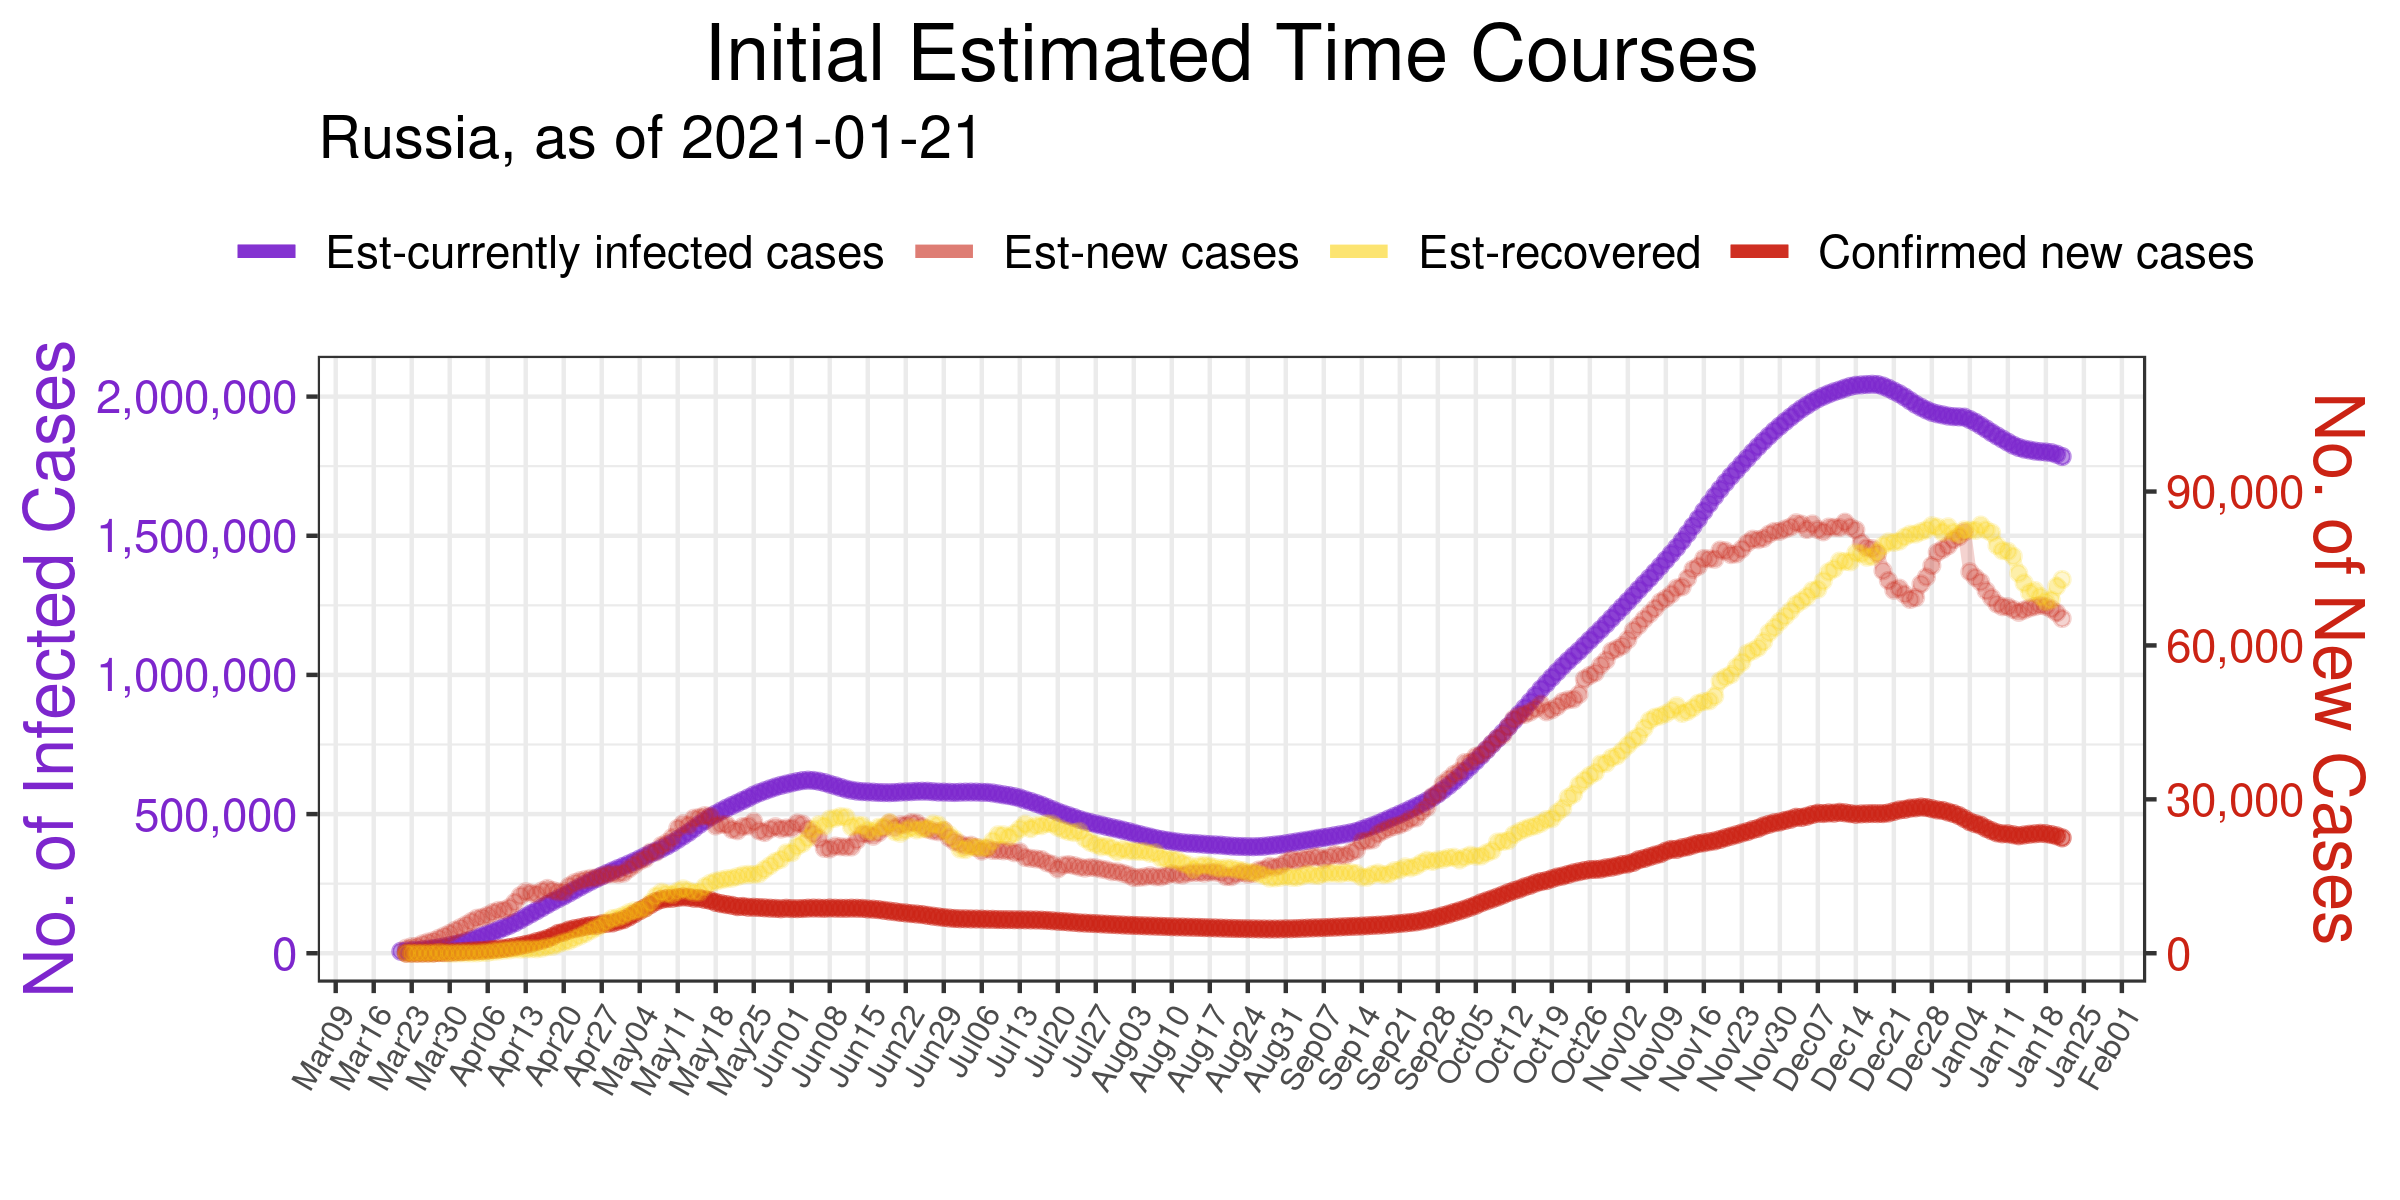 Initial Estimated Time Courses
Russia, as of 2021-01-21
Est-currently infected cases Est-new cases Est-recovered Confirmed new cases
No. of Infected Cases
2,000,000
1,500,000
1,000,000
500,000
0
90,000
60,000
30,000
0
No. of New Cases
Mar09 Mar16 Mar23 Mar30 Apr06 Apr13 Apr20 Apr27 May04 May11 May18 May25 Jun01 Jun08 Jun15 Jun22 Jun29 Jul06 Jul13 Jul20 Jul27 Aug03 Aug10 Aug17 Aug24 Aug31 Sep07 Sep14 Sep21 Sep28 Oct05 Oct12 Oct19 Oct26 Nov02 Nov09 Nov16 Nov23 Nov30 Dec07 Dec14 Dec21 Dec28 Jan04 Jan11 Jan18 Jan25 Feb01